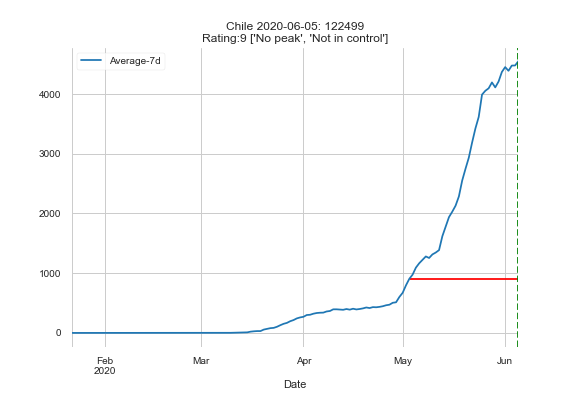 Chile 2020-06-05: 122499
Rating:9 ['No peak', 'Not in control']
Average-7d
4000
3000
2000
1000
0
Feb
2020
Mar
Apr
May
Jun
Date